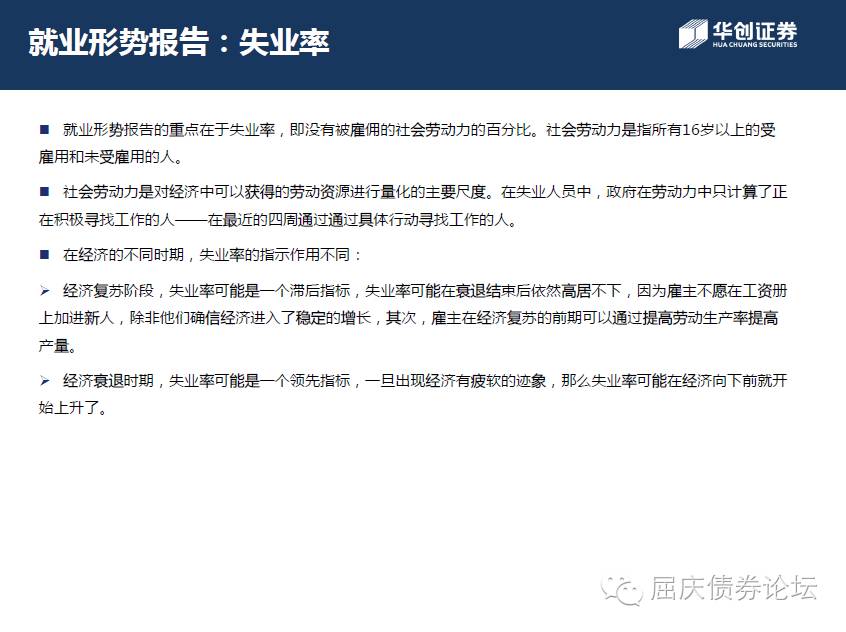 就业形势报告：失业率
华创证券
HUA CHUANG SECURITIES
■ 就业形势报告的重点在于失业率，即没有被雇佣的社会劳动力的百分比。社会劳动力是指所有16岁以上的受
雇用和未受雇用的人。
■ 社会劳动力是对经济中可以获得的劳动资源进行量化的主要尺度。在失业人员中，政府在劳动力中只计算了正
在积极寻找工作的人——在最近的四周通过通过具体行动寻找工作的人。
■ 在经济的不同时期，失业率的指示作用不同：
➢ 经济复苏阶段，失业率可能是一个滞后指标，失业率可能在衰退结束后依然高居不下，因为雇主不愿在工资册
上加进新人，除非他们确信经济进入了稳定的增长，其次，雇主在经济复苏的前期可以通过提高劳动生产率提高
产量。
➢ 经济衰退时期，失业率可能是一个领先指标，一旦出现经济有疲软的迹象，那么失业率可能在经济向下前就开
始上升了。
屈庆债券论坛